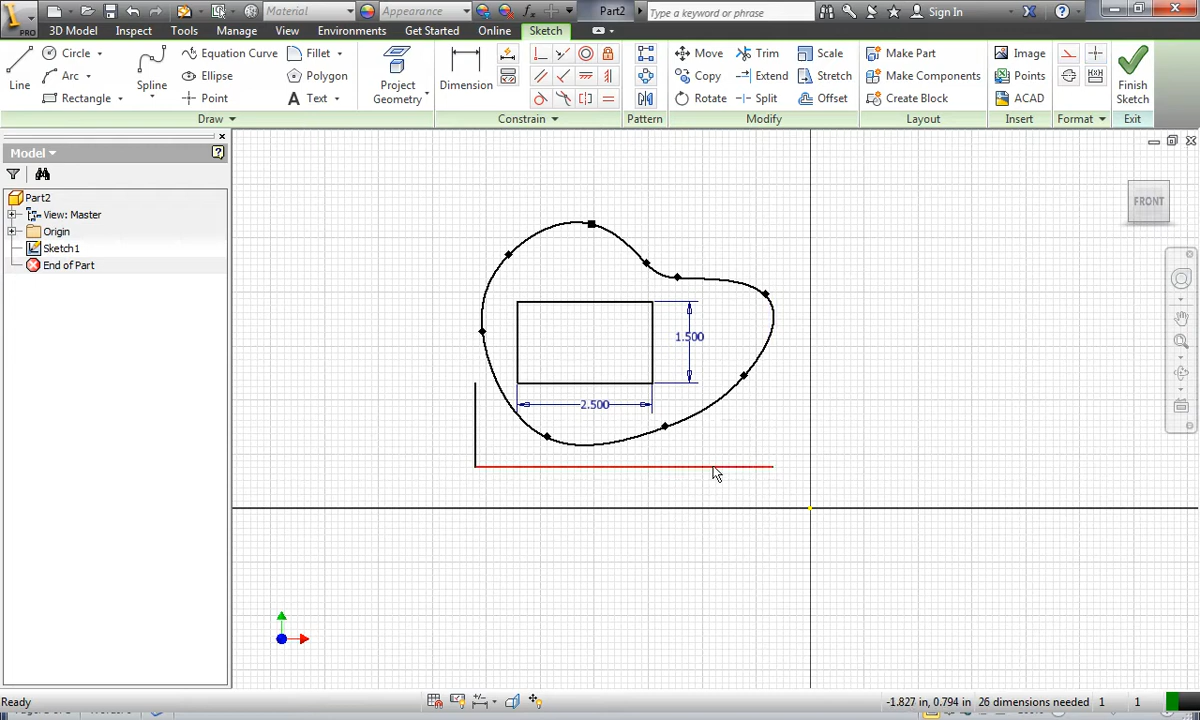 Material
Appearance
Part2
Type a keyword or phrase
Sign In
PRO
3D Model
Inspect
Tools
Manage
View
Environments
Get Started
Online
Sketch
Line
Circle
Arc
Rectangle
Spline
Equation Curve
Ellipse
Point
Fillet
Polygon
Text
Project
Geometry
Dimension
Move
Copy
Rotate
Trim
Extend
Split
Scale
Stretch
Offset
Make Part
Make Components
Create Block
Image
Points
ACAD
Finish
Sketch
Draw
Constrain
Pattern
Modify
Layout
Insert
Format
Exit
Model
Part2
View: Master
Origin
Sketch1
End of Part
FRONT
1.500
2.500
Ready
-1.827 in, 0.794 in
26 dimensions needed
1
1